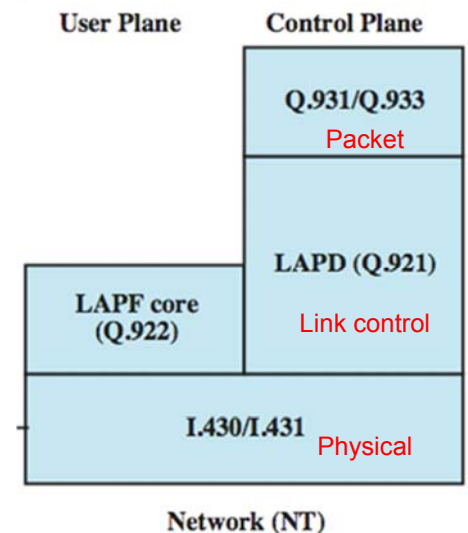 User Plane Control Plane
Q.931/Q.933
Packet
LAPD (Q.921)
LAPF core
(Q.922)
Link control
I.430/I.431
Physical
Network (NT)